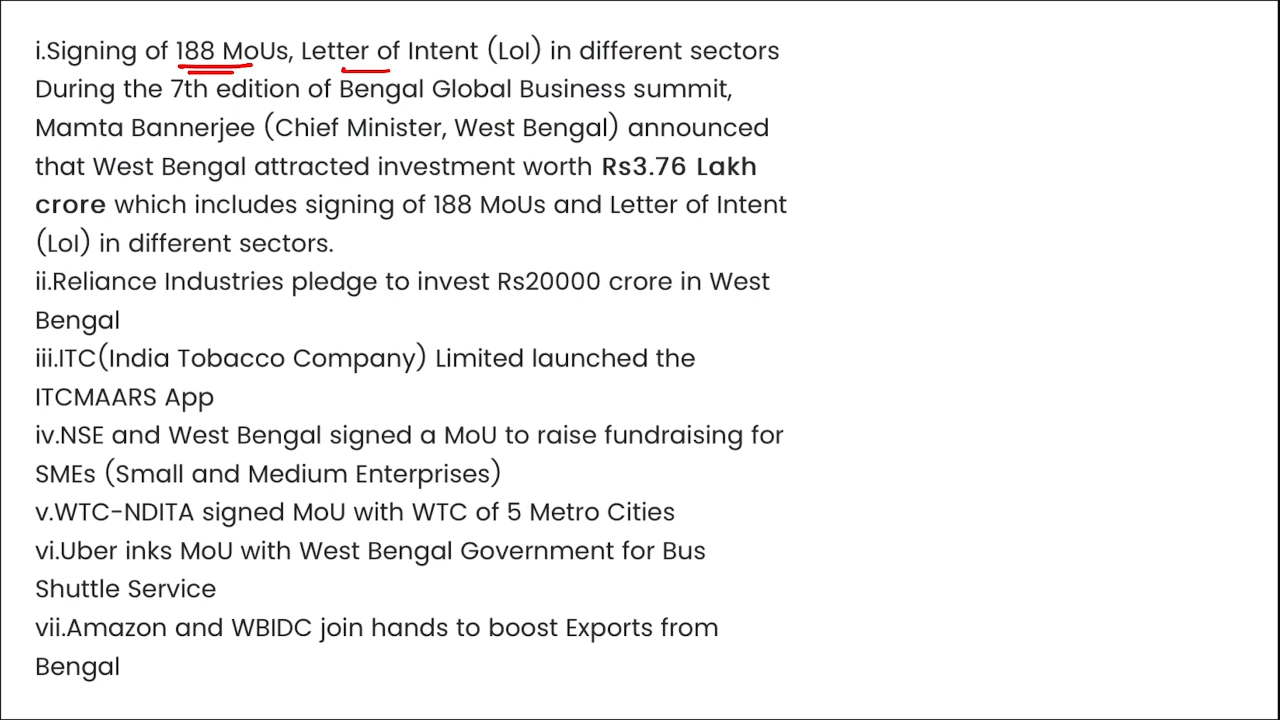 i.Signing of 188 MoUs, Letter of Intent (LoI) in different sectors
During the 7th edition of Bengal Global Business summit,
Mamta Bannerjee (Chief Minister, West Bengal) announced
that West Bengal attracted investment worth Rs3.76 Lakh
crore which includes signing of 188 MoUs and Letter of Intent
(LoI) in different sectors.
ii.Reliance Industries pledge to invest Rs20000 crore in West
Bengal
iii.ITC(India Tobacco Company) Limited launched the
ITCMAARS App
iv.NSE and West Bengal signed a MoU to raise fundraising for
SMEs (Small and Medium Enterprises)
v.WTC-NDITA signed MoU with WTC of 5 Metro Cities
vi.Uber inks MoU with West Bengal Government for Bus
Shuttle Service
vii.Amazon and WBIDC join hands to boost Exports from
Bengal